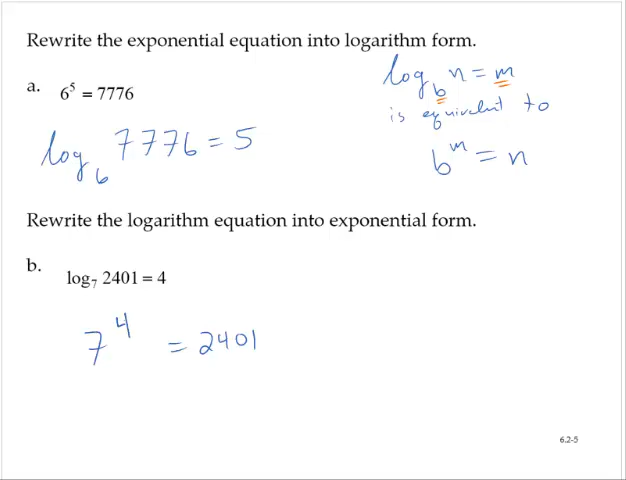 Rewrite the exponential equation into logarithm form.
a. 6⁵ = 7776
log_b n = m
is equivalent to
b^m = n
log₆ 7776 = 5
Rewrite the logarithm equation into exponential form.
b. log₇ 2401 = 4
7⁴ = 2401
6.2-5